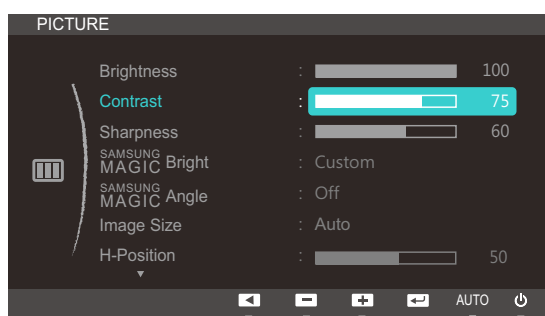 PICTURE
Brightness : 100
Contrast : 75
Sharpness : 60
SAMSUNG MAGIC Bright : Custom
SAMSUNG MAGIC Angle : Off
Image Size : Auto
H-Position : 50
AUTO